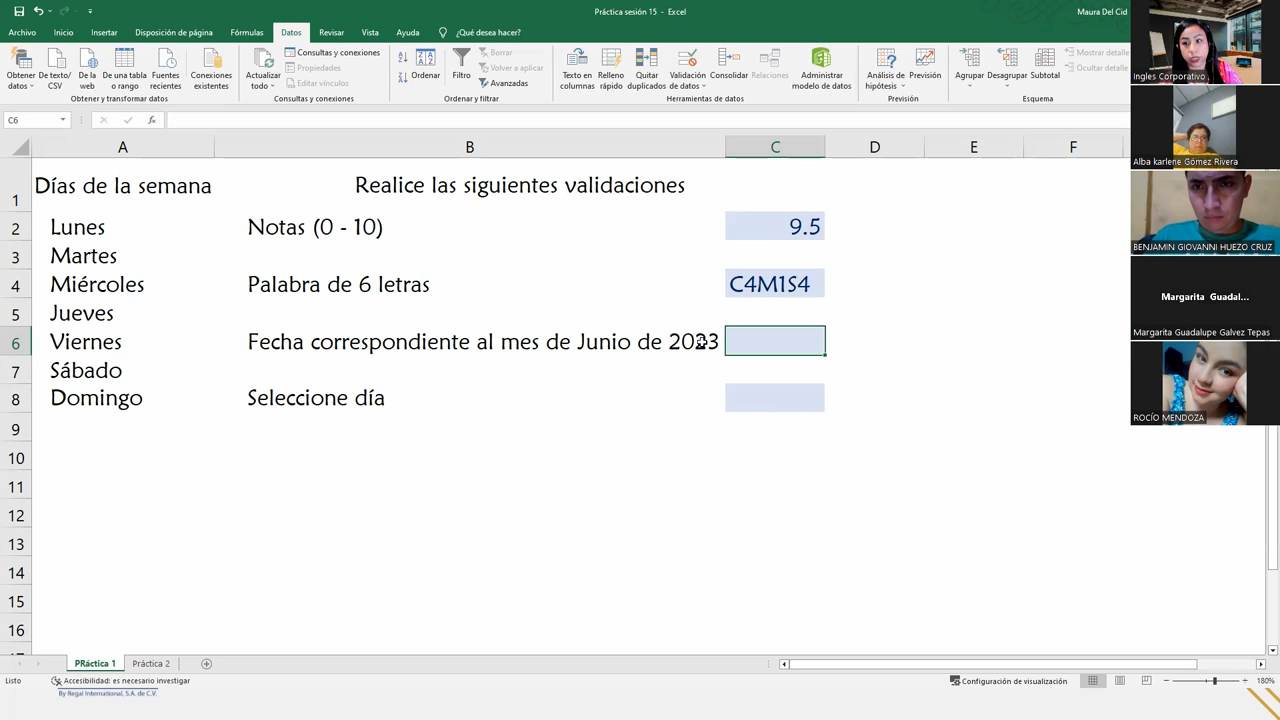 Práctica sesión 15 - Excel
Maura Del Cid
Archivo Inicio Insertar Disposición de página Fórmulas Datos Revisar Vista Ayuda ¿Qué desea hacer?
Obtener datos
De texto/CSV
De la web
De una tabla o rango
Fuentes recientes
Conexiones existentes
Obtener y transformar datos
Actualizar todo
Consultas y conexiones
Propiedades
Editar vínculos
Consultas y conexiones
Ordenar
Filtro
Borrar
Volver a aplicar
Avanzadas
Ordenar y filtrar
Texto en columnas
Relleno rápido
Quitar duplicados
Validación de datos
Consolidar
Relaciones
Administrar modelo de datos
Herramientas de datos
Análisis de hipótesis
Previsión
Previsión
Agrupar
Desagrupar
Subtotal
Mostrar detalle
Ocultar detalle
Esquema
C6
fx
A B C D E F
1 Días de la semana Realice las siguientes validaciones
2 Lunes Notas (0 - 10) 9.5
3 Martes
4 Miércoles Palabra de 6 letras C4M1S4
5 Jueves
6 Viernes Fecha correspondiente al mes de Junio de 2023
7 Sábado
8 Domingo Seleccione día
9
10
11
12
13
14
15
16
PRáctica 1 Práctica 2
Listo Accesibilidad: es necesario investigar Configuración de visualización 180%
By Regal International, S.A. de C.V.
Ingles Corporativo
Alba karlene Gómez Rivera
BENJAMIN GIOVANNI HUEZO CRUZ
Margarita Guadal...
Margarita Guadalupe Galvez Tepas
ROCÍO MENDOZA